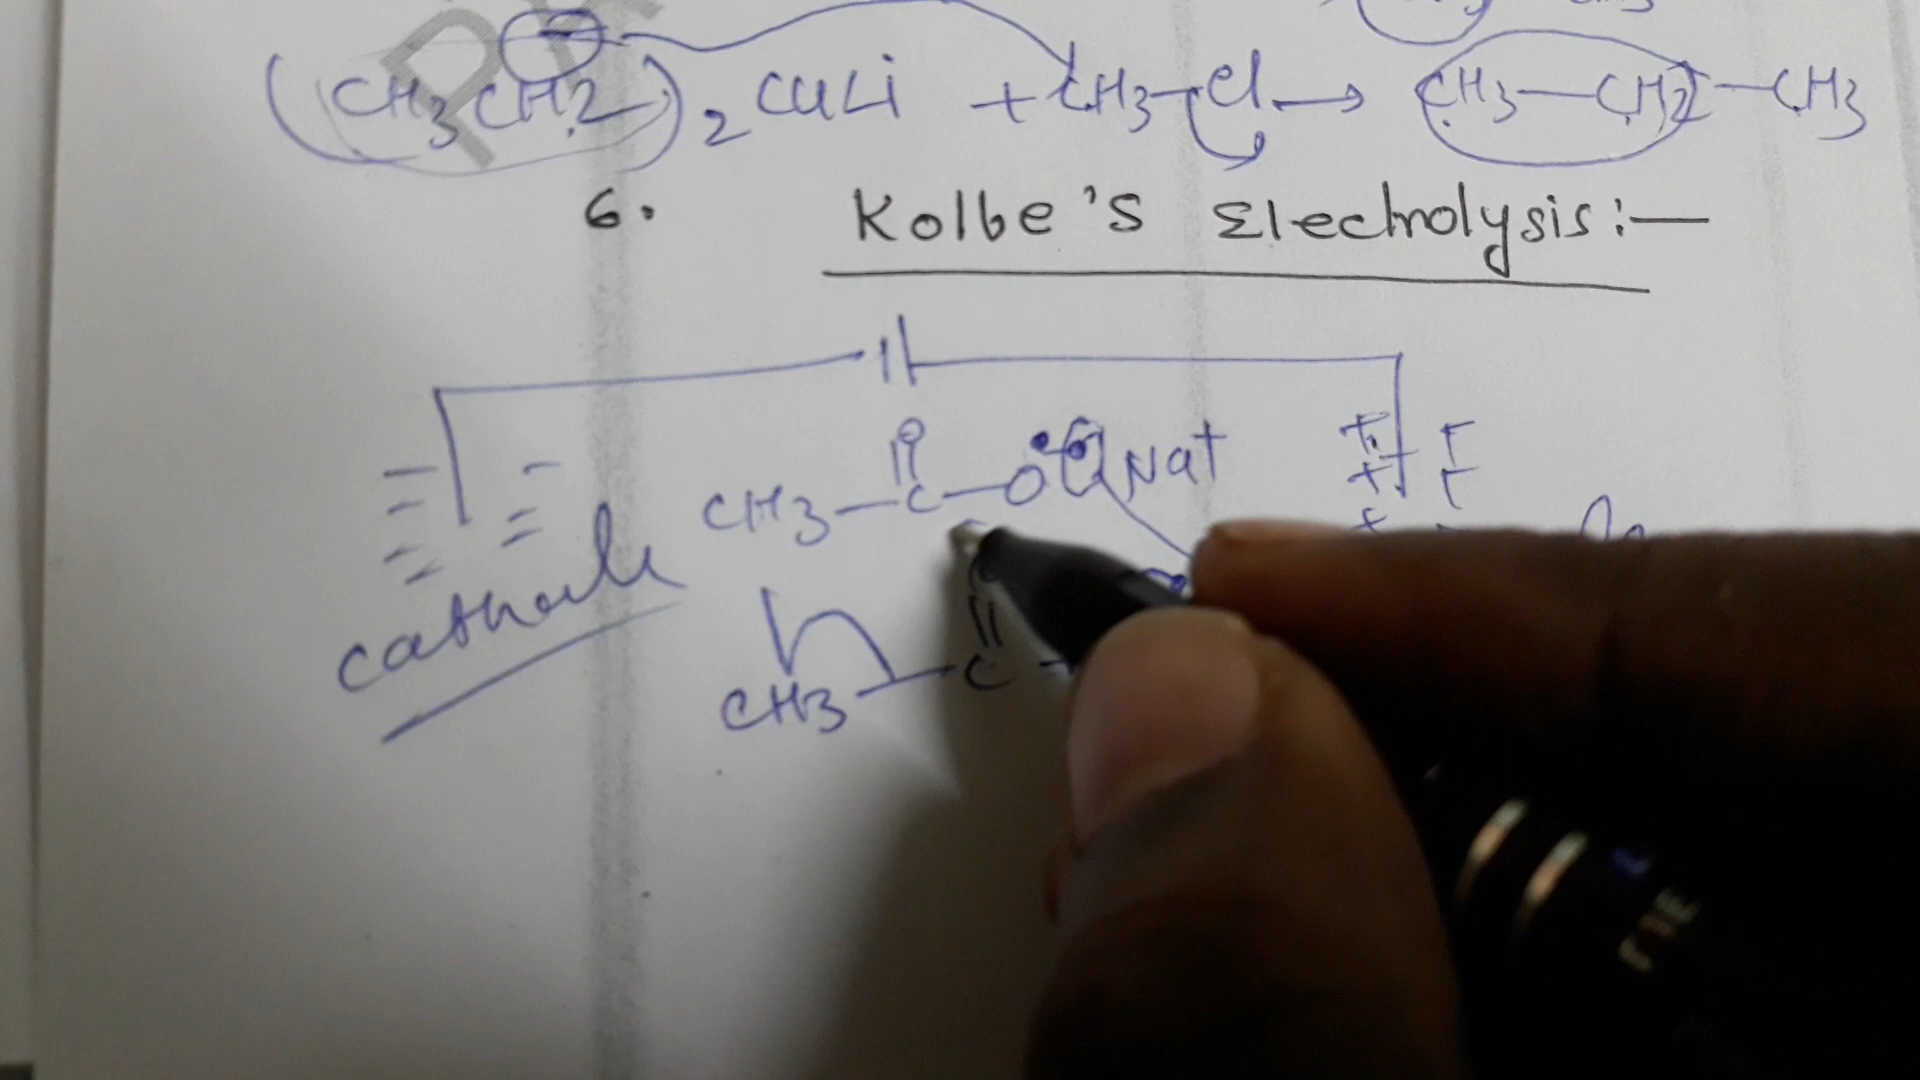 (CH3CH2)2CuLi + CH3-Cl → CH3-CH2-CH3
6. Kolbe's Electrolysis:-
O
CH3-C-O Na+
cathode
CH3-C